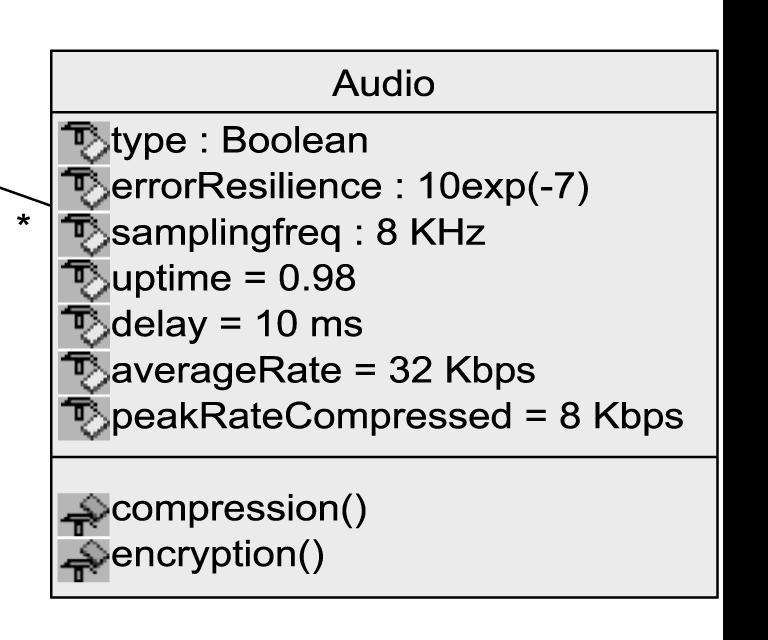 Audio
type : Boolean
errorResilience : 10exp(-7)
*
samplingfreq : 8 KHz
uptime = 0.98
delay = 10 ms
averageRate = 32 Kbps
peakRateCompressed = 8 Kbps
compression()
encryption()